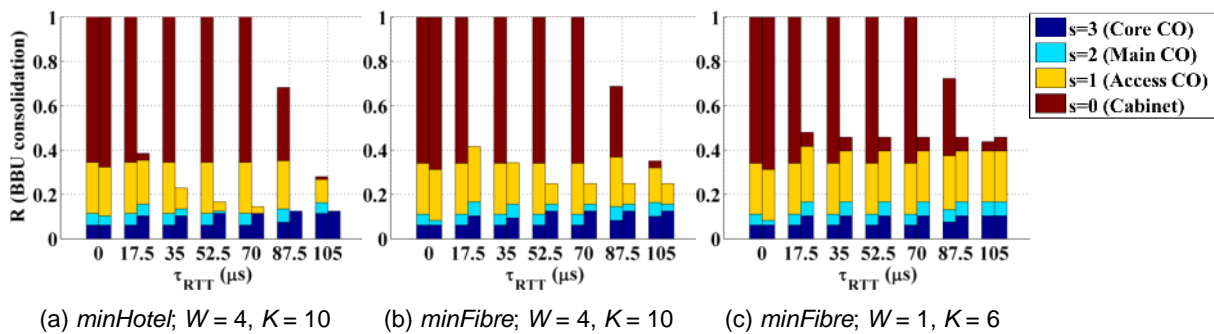 R (BBU consolidation)
1
0.8
0.6
0.4
0.2
0
0 17.5 35 52.5 70 87.5 105
τRTT (μs)
(a) minHotel; W = 4, K = 10
1
0.8
0.6
0.4
0.2
0
0 17.5 35 52.5 70 87.5 105
τRTT (μs)
(b) minFibre; W = 4, K = 10
1
0.8
0.6
0.4
0.2
0
0 17.5 35 52.5 70 87.5 105
τRTT (μs)
(c) minFibre; W = 1, K = 6
s=3 (Core CO)
s=2 (Main CO)
s=1 (Access CO)
s=0 (Cabinet)